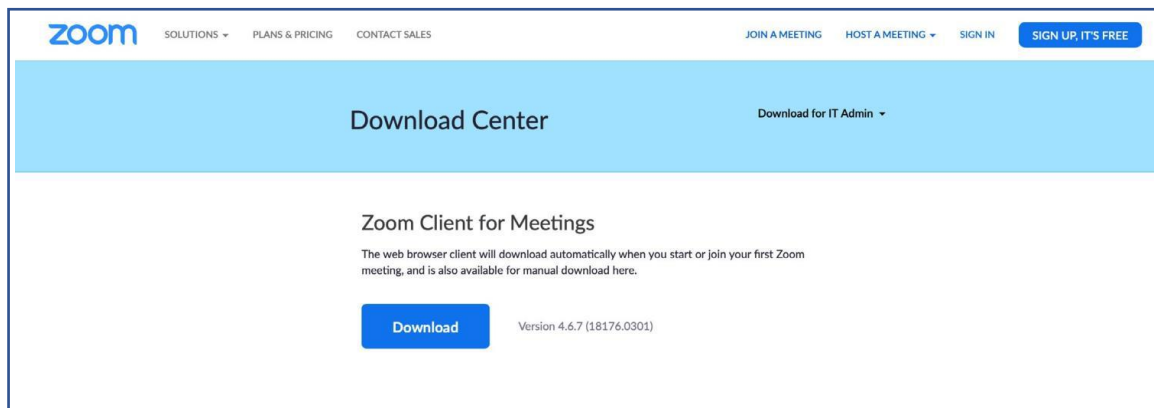 zoom SOLUTIONS PLANS & PRICING CONTACT SALES JOIN A MEETING HOST A MEETING SIGN IN SIGN UP, IT'S FREE
Download Center Download for IT Admin
Zoom Client for Meetings
The web browser client will download automatically when you start or join your first Zoom
meeting, and is also available for manual download here.
Download Version 4.6.7 (18176.0301)